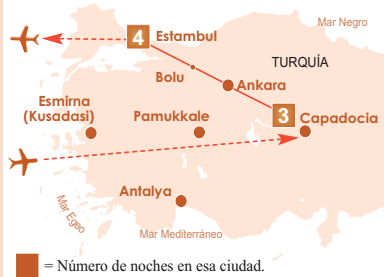 Mar Negro
4 Estambul
TURQUÍA
Bolu
Ankara
Esmirna
(Kusadasi)
Pamukkale
3
Capadocia
Antalya
Mar Egeo
Mar Mediterráneo
= Número de noches en esa ciudad.